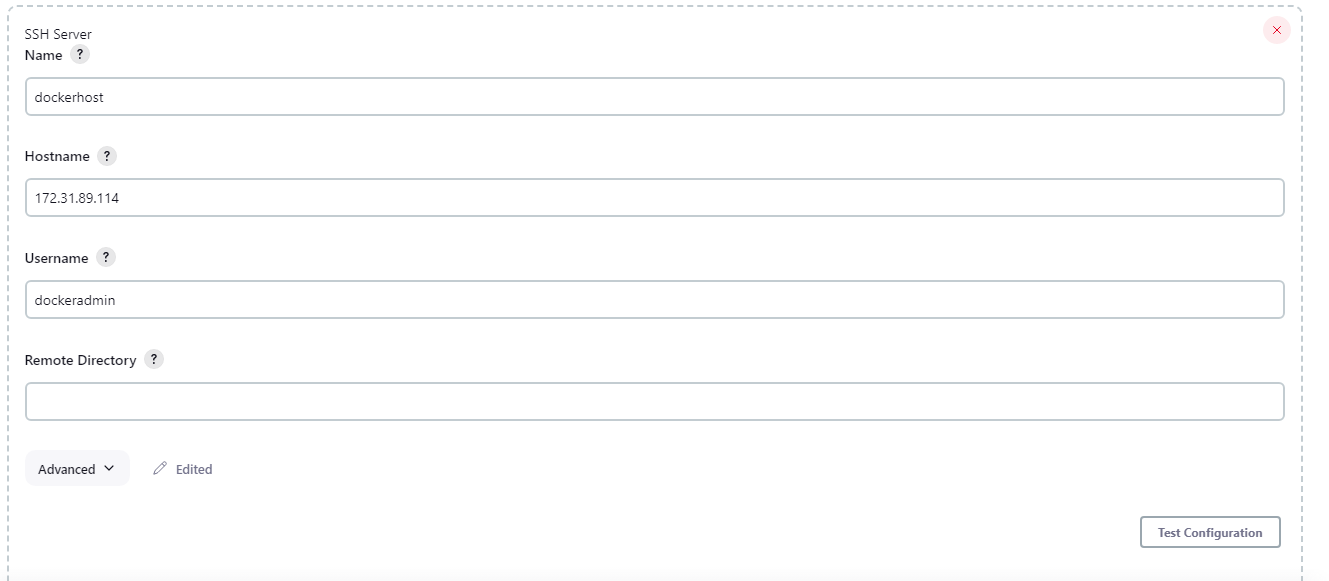 SSH Server
Name ?
dockerhost
Hostname ?
172.31.89.114
Username ?
dockeradmin
Remote Directory ?
Advanced Edited
Test Configuration